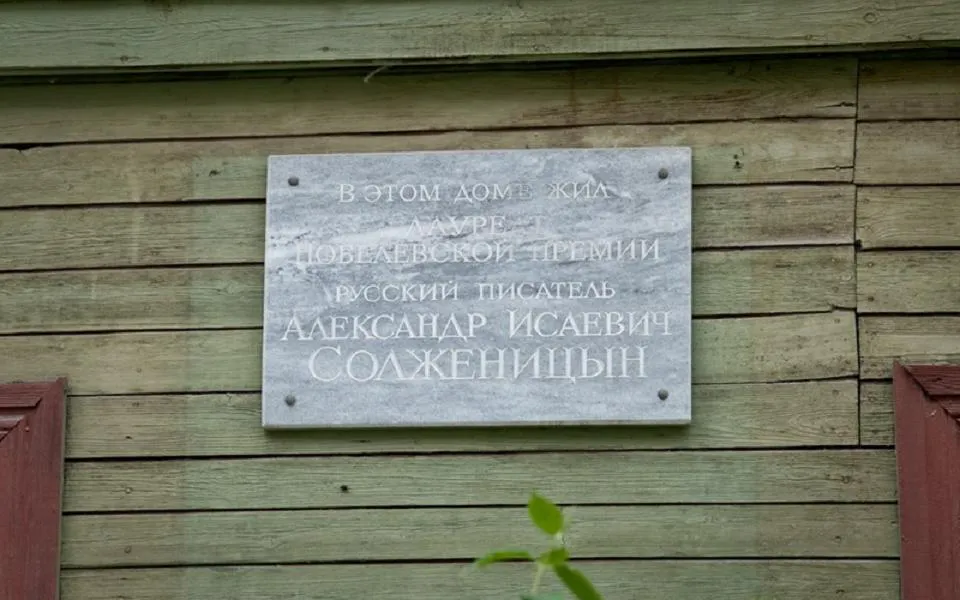 В ЭТОМ ДОМЕ ЖИЛ
ЛАУРЕАТ
НОБЕЛЕВСКОЙ ПРЕМИИ
РУССКИЙ ПИСАТЕЛЬ
АЛЕКСАНДР ИСАЕВИЧ
СОЛЖЕНИЦЫН